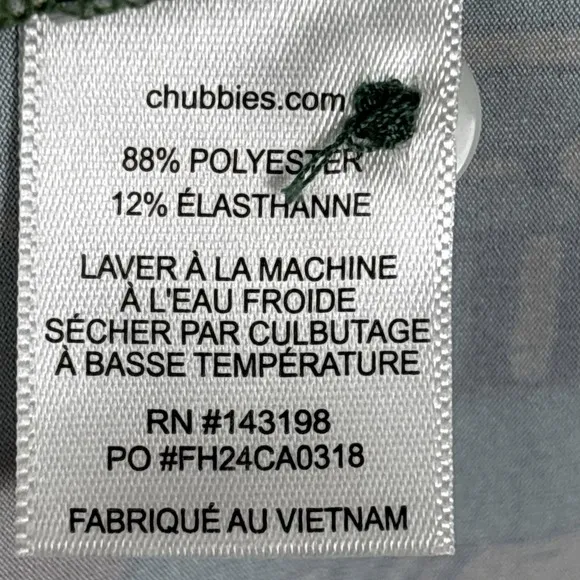 chubbies.com
88% POLYESTER
12% ÉLASTHANNE
LAVER À LA MACHINE
À L'EAU FROIDE
SÉCHER PAR CULBUTAGE
À BASSE TEMPÉRATURE
RN #143198
PO #FH24CA0318
FABRIQUÉ AU VIETNAM